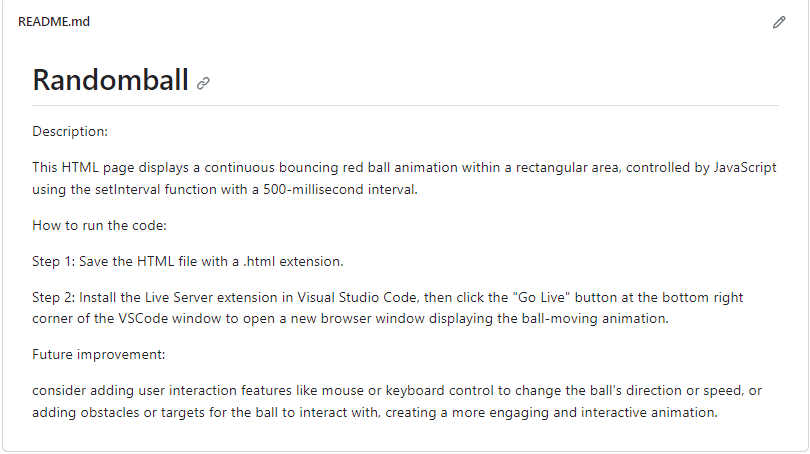 README.md
Randomball
Description:
This HTML page displays a continuous bouncing red ball animation within a rectangular area, controlled by JavaScript
using the setInterval function with a 500-millisecond interval.
How to run the code:
Step 1: Save the HTML file with a .html extension.
Step 2: Install the Live Server extension in Visual Studio Code, then click the "Go Live" button at the bottom right
corner of the VSCode window to open a new browser window displaying the ball-moving animation.
Future improvement:
consider adding user interaction features like mouse or keyboard control to change the ball's direction or speed, or
adding obstacles or targets for the ball to interact with, creating a more engaging and interactive animation.